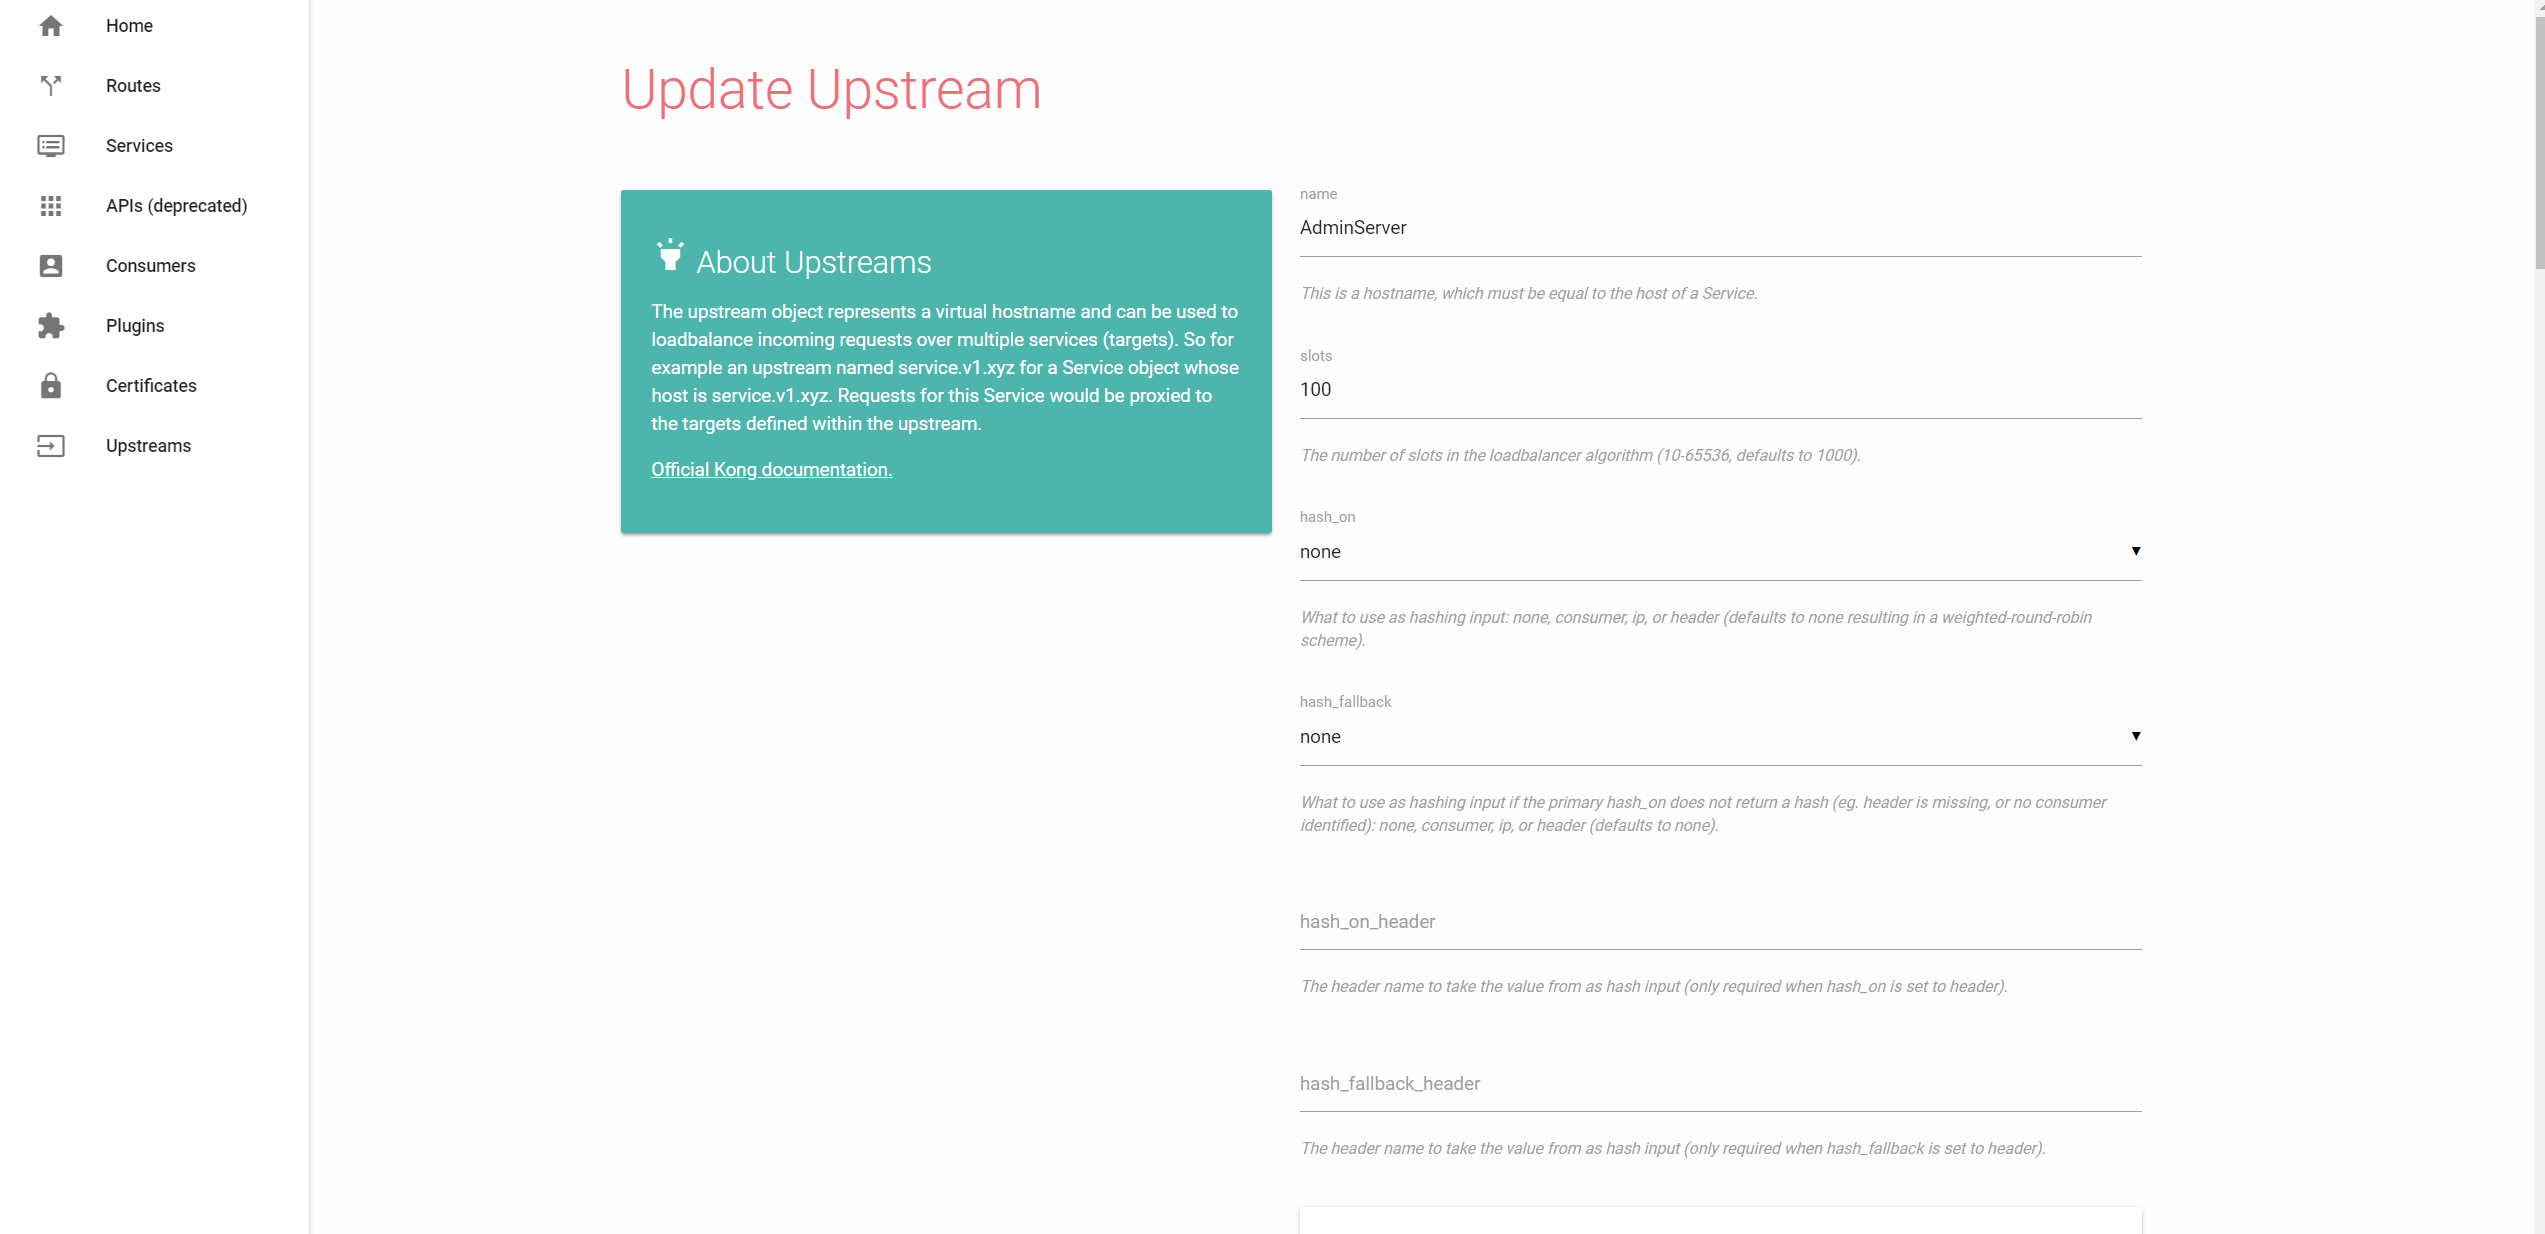 Home
Routes
Services
APIs (deprecated)
Consumers
Plugins
Certificates
Upstreams
Update Upstream
About Upstreams
The upstream object represents a virtual hostname and can be used to
loadbalance incoming requests over multiple services (targets). So for
example an upstream named service.v1.xyz for a Service object whose
host is service.v1.xyz. Requests for this Service would be proxied to
the targets defined within the upstream.
Official Kong documentation.
name
AdminServer
This is a hostname, which must be equal to the host of a Service.
slots
100
The number of slots in the loadbalancer algorithm (10-65536, defaults to 1000).
hash_on
none
What to use as hashing input: none, consumer, ip, or header (defaults to none resulting in a weighted-round-robin
scheme).
hash_fallback
none
What to use as hashing input if the primary hash_on does not return a hash (eg. header is missing, or no consumer
identified): none, consumer, ip, or header (defaults to none).
hash_on_header
The header name to take the value from as hash input (only required when hash_on is set to header).
hash_fallback_header
The header name to take the value from as hash input (only required when hash_fallback is set to header).